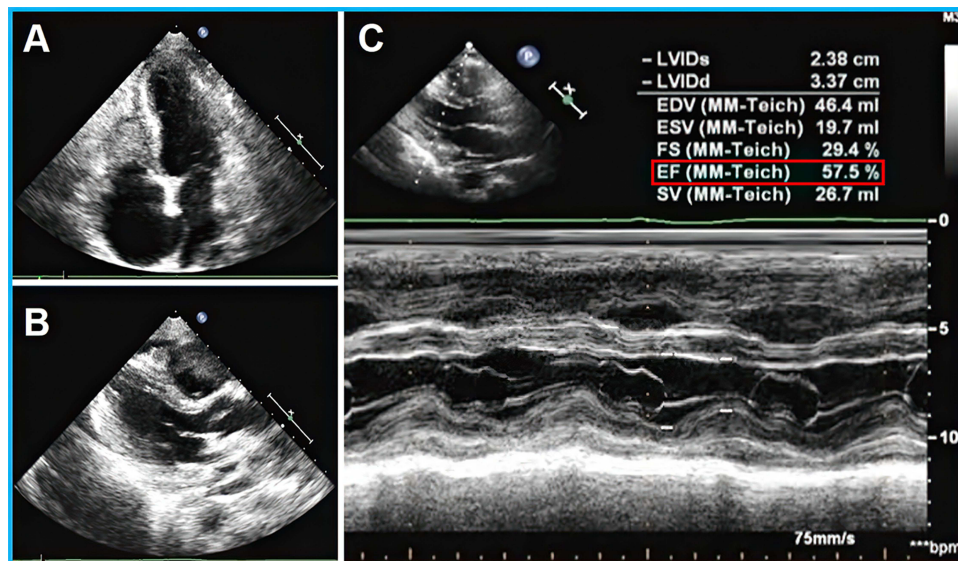 A
B
C
P
P
P
M3
– LVIDs 2.38 cm
– LVIDd 3.37 cm
EDV (MM-Teich) 46.4 ml
ESV (MM-Teich) 19.7 ml
FS (MM-Teich) 29.4 %
EF (MM-Teich) 57.5 %
SV (MM-Teich) 26.7 ml
0
5
10
75mm/s
***bpm